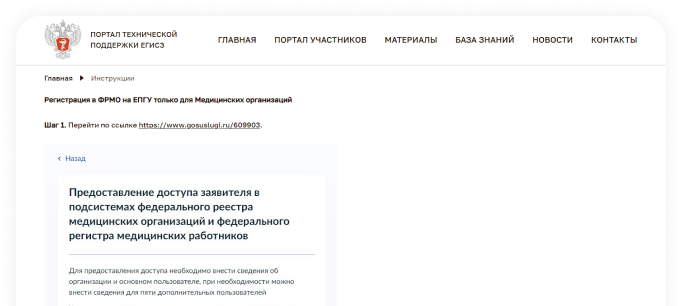 ПОРТАЛ ТЕХНИЧЕСКОЙ
ПОДДЕРЖКИ ЕГИСЗ
ГЛАВНАЯ ПОРТАЛ УЧАСТНИКОВ МАТЕРИАЛЫ БАЗА ЗНАНИЙ НОВОСТИ КОНТАКТЫ
Главная Инструкции
Регистрация в ФРМО на ЕПГУ только для Медицинских организаций
Шаг 1. Перейти по ссылке https://www.gosuslugi.ru/609903.
Назад
Предоставление доступа заявителя в
подсистемах федерального реестра
медицинских организаций и федерального
регистра медицинских работников
Для предоставления доступа необходимо внести сведения об
организации и основном пользователе, при необходимости можно
внести сведения для пяти дополнительных пользователей